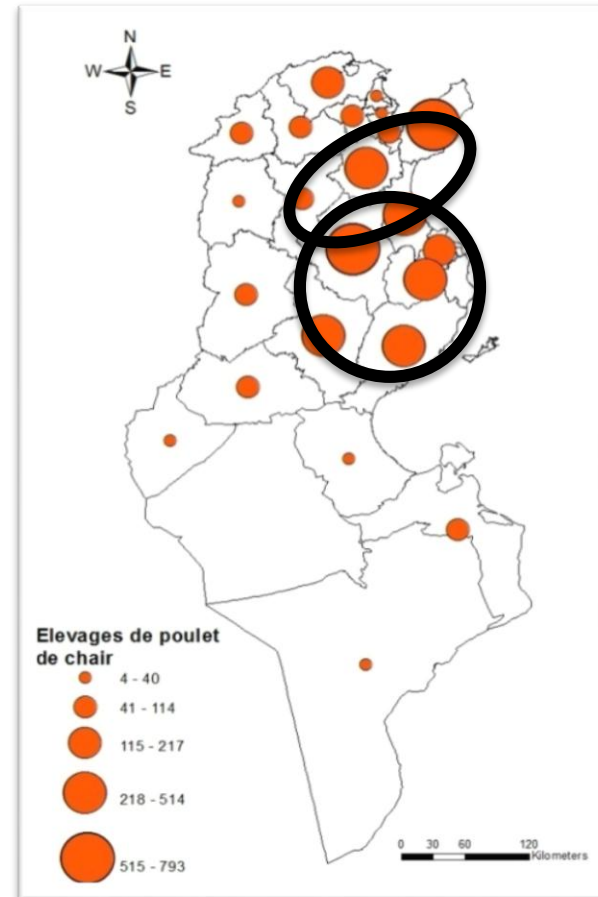 N
W E
S
Elevages de poulet
de chair
4 - 40
41 - 114
115 - 217
218 - 514
515 - 793
0 30 60 120
Kilometers